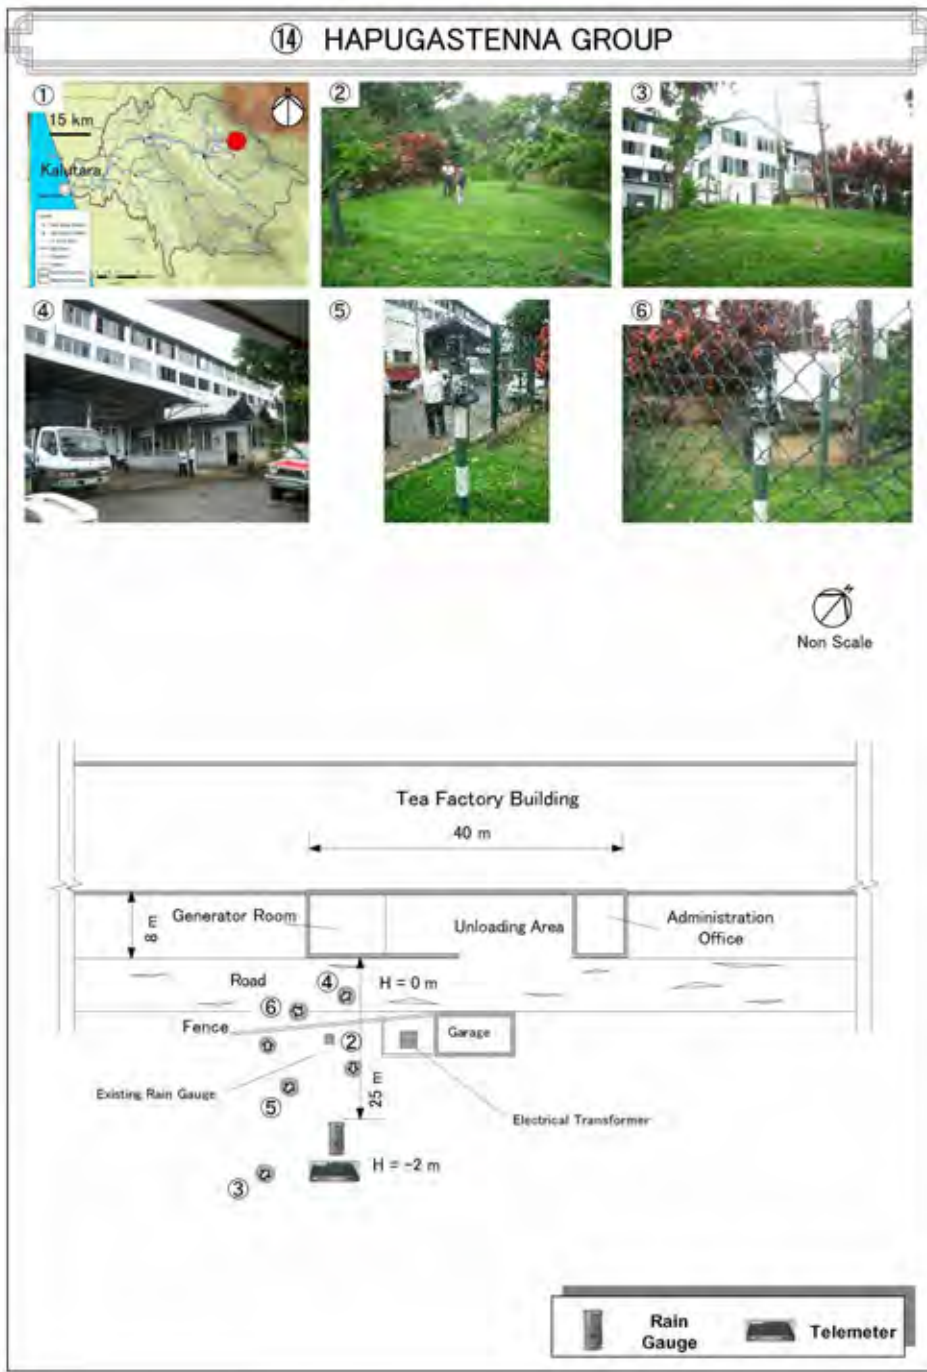 ⑭ HAPUGASTENNA GROUP
①
15 km
Kalutara
②
③
④
⑤
⑥
N
Non Scale
Tea Factory Building
40 m
8 m
Generator Room
Unloading Area
Administration
Office
Road
④
H = 0 m
⑥
Fence
②
Garage
Existing Rain Gauge
⑤
25 m
Electrical Transformer
③
H = -2 m
Rain
Gauge
Telemeter